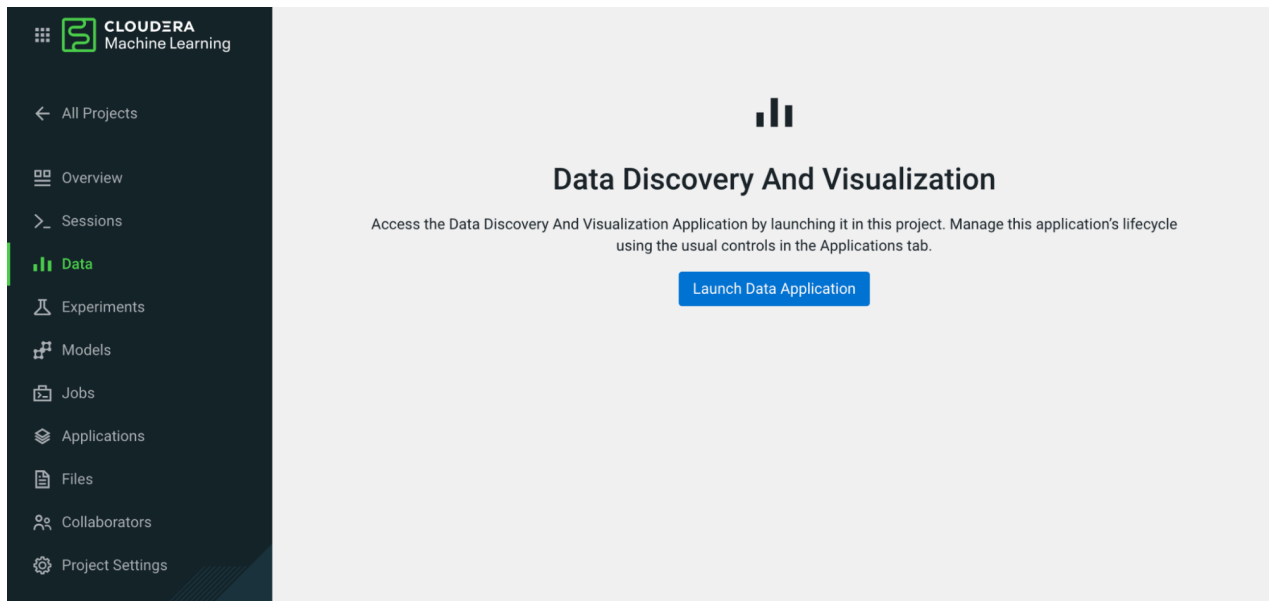 CLOUDERA
Machine Learning
All Projects
Overview
Sessions
Data
Experiments
Models
Jobs
Applications
Files
Collaborators
Project Settings
Data Discovery And Visualization
Access the Data Discovery And Visualization Application by launching it in this project. Manage this application's lifecycle
using the usual controls in the Applications tab.
Launch Data Application